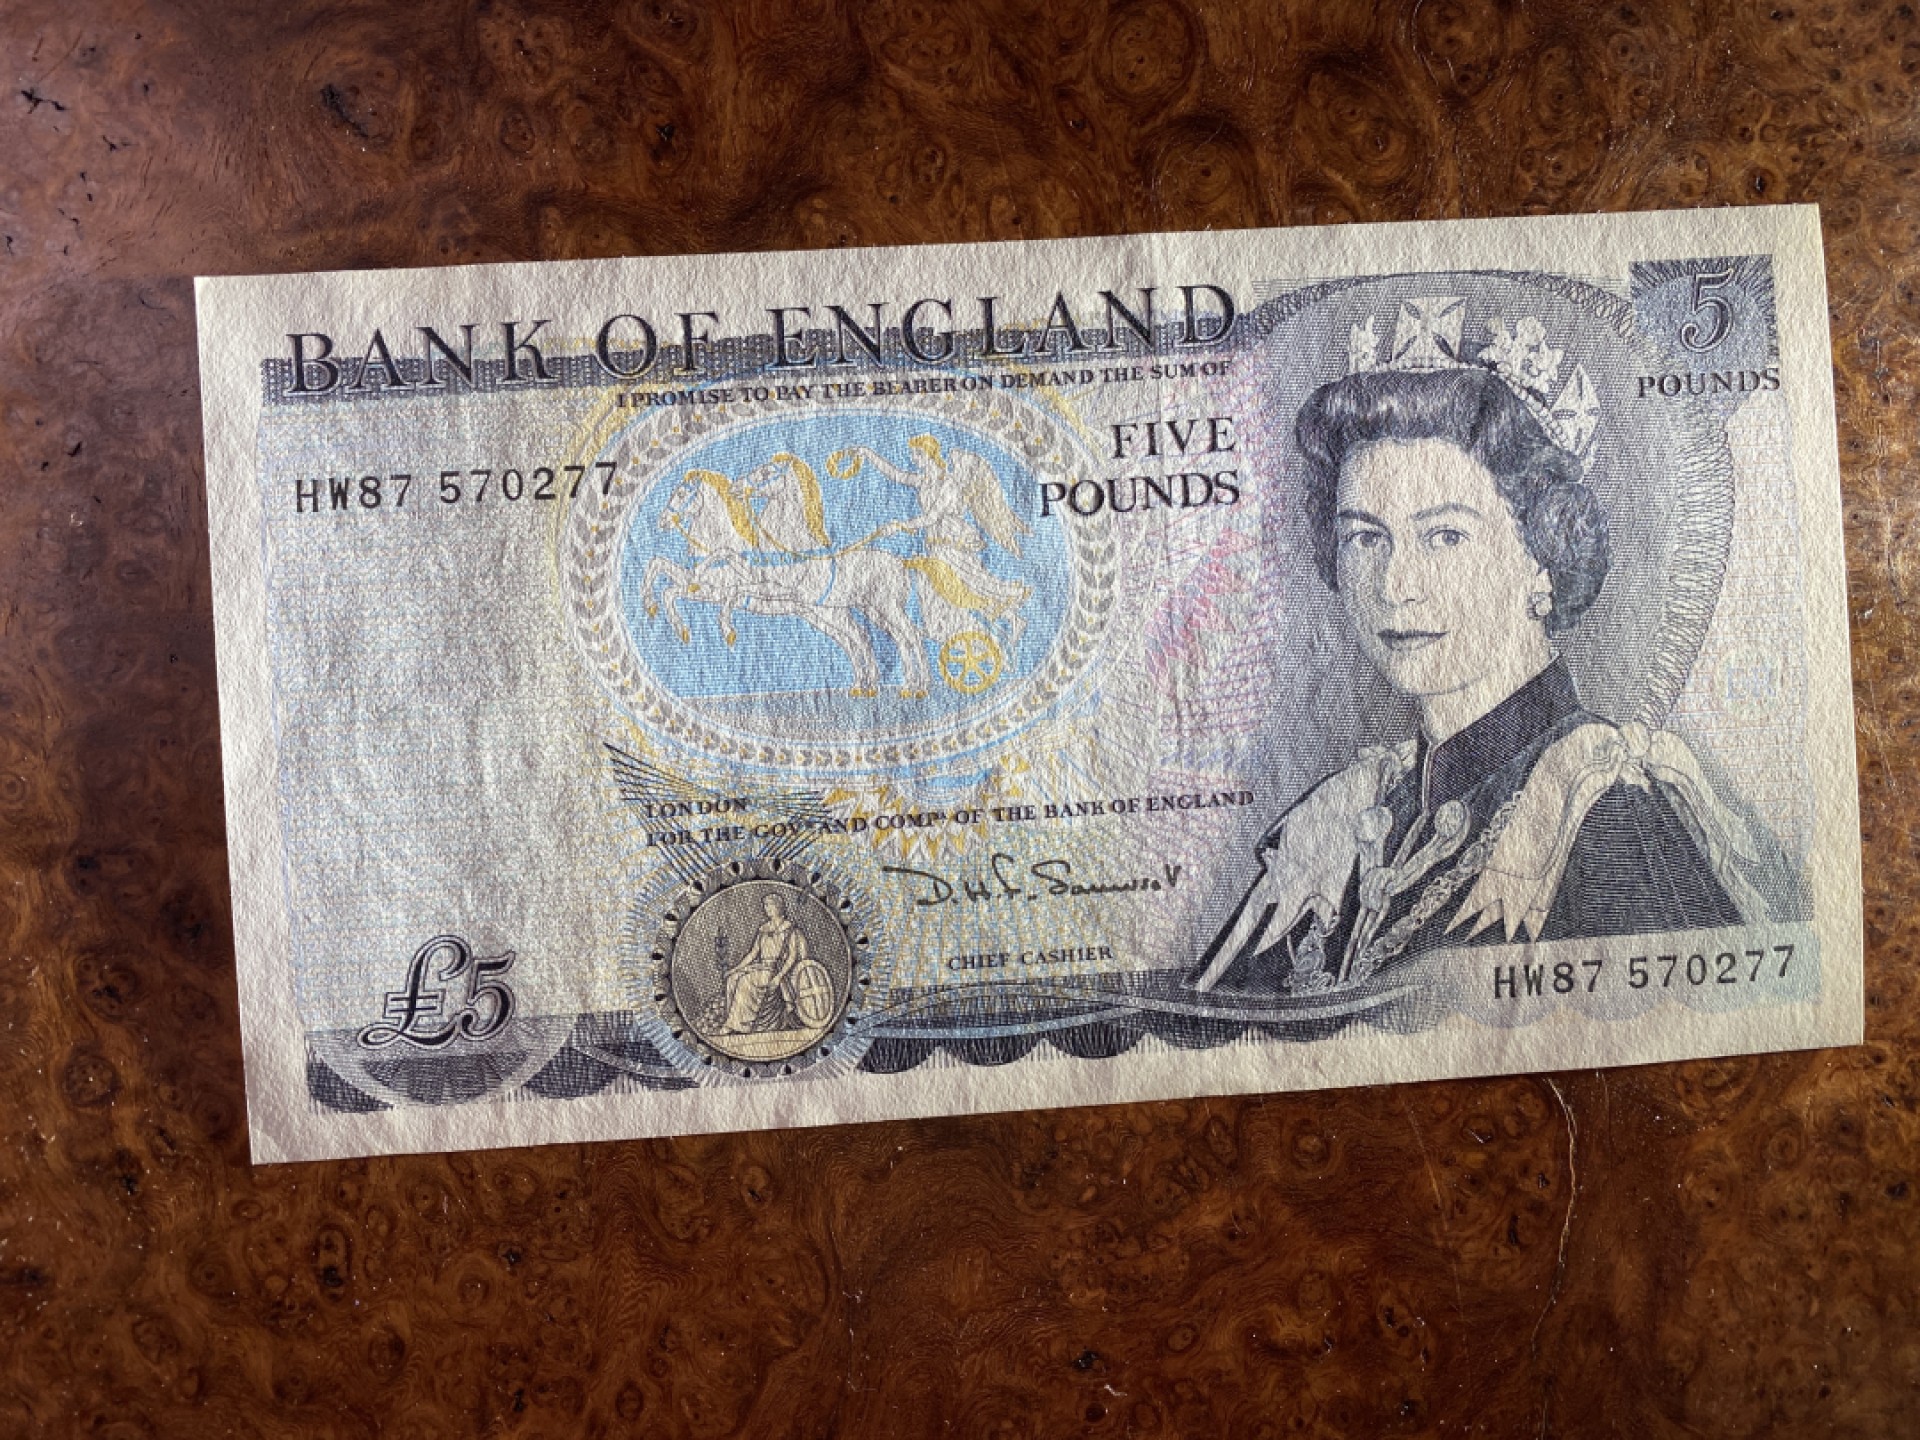 BANK OF ENGLAND
I PROMISE TO PAY THE BEARER ON DEMAND THE SUM OF
FIVE
POUNDS
5
POUNDS
HW87 570277
LONDON
FOR THE GOVR AND COMPA OF THE BANK OF ENGLAND
D.H.F. Somerset
CHIEF CASHIER
£5
HW87 570277